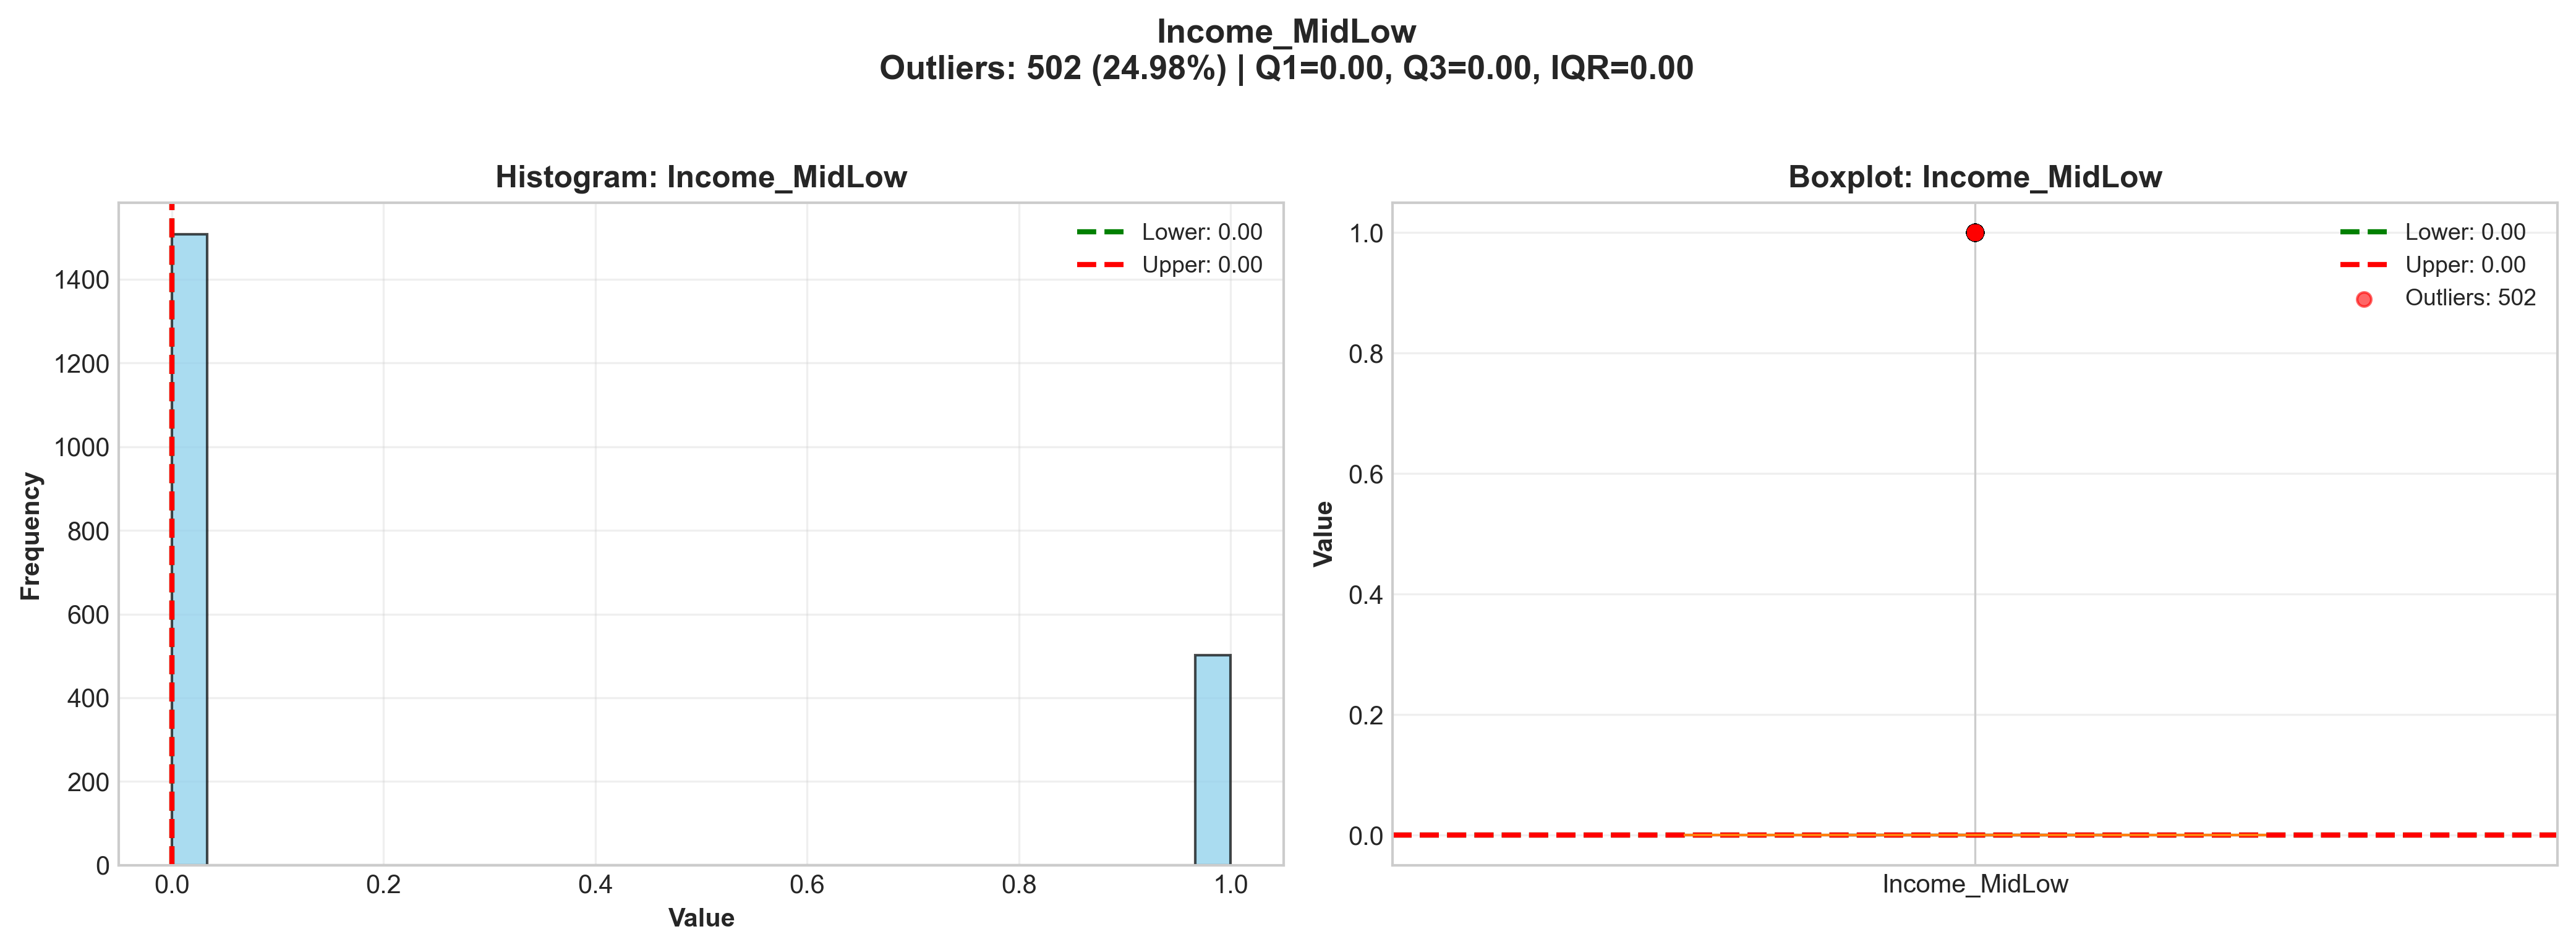 Income_MidLow
Outliers: 502 (24.98%) | Q1=0.00, Q3=0.00, IQR=0.00
Histogram: Income_MidLow
Lower: 0.00
Upper: 0.00
1400
1200
1000
800
600
400
200
0
Frequency
0.0 0.2 0.4 0.6 0.8 1.0
Value
Boxplot: Income_MidLow
Lower: 0.00
Upper: 0.00
Outliers: 502
1.0
0.8
0.6
0.4
0.2
0.0
Value
Income_MidLow